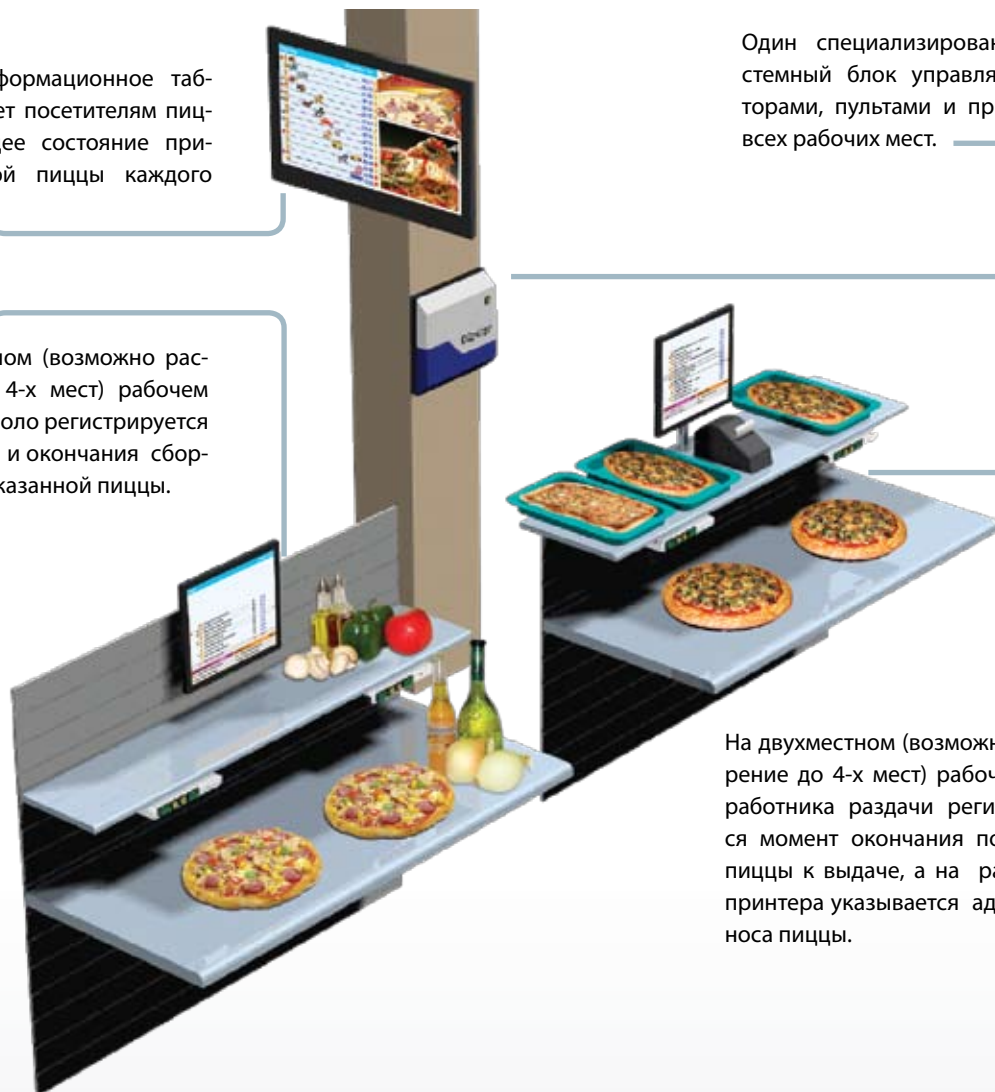 формационное таб-
ет посетителям пиц-
ее состояние при-
й пиццы каждого
Один специализирован
стемный блок управля
торами, пультами и пр
всех рабочих мест.
ном (возможно рас-
4-х мест) рабочем
оло регистрируется
и окончания сбор-
казанной пиццы.
На двухместном (возможн
рение до 4-х мест) рабоч
работника раздачи реги
ся момент окончания по
пиццы к выдаче, а на ра
принтера указывается ад
носа пиццы.